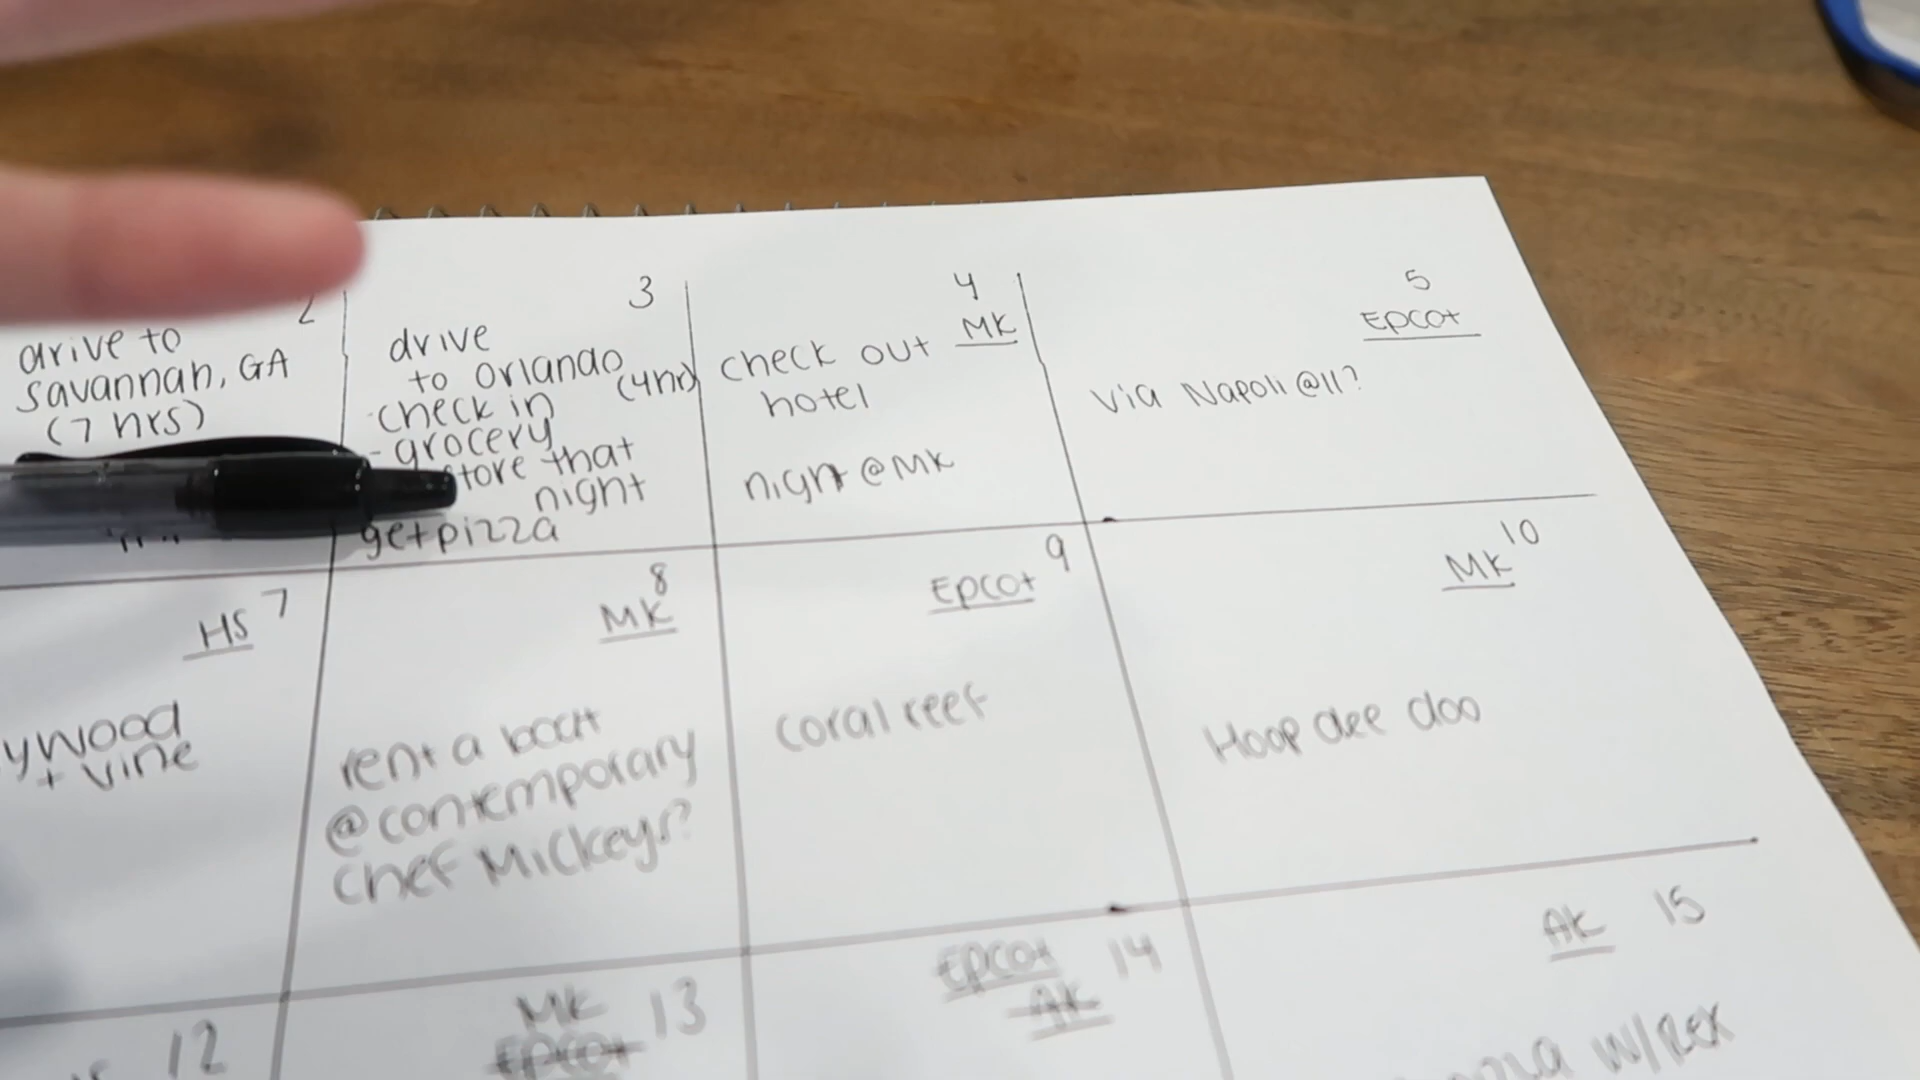 2
drive to
savannah, GA
(7 hrs)
3
drive
to Orlando
(4hr)
-check in
-grocery
store that
night
get pizza
4
MK
check out
hotel
night @ MK
5
EPCOT
Via Napoli @11?
HS 7
ywood
+ vine
8
MK
rent a boat
@contemporary
Chef Mickeys?
9
EPCOT
Coral reef
10
MK
Hoop dee doo
12
13
MK
EPCOT
14
EPCOT
AK
AK 15
w/Rex